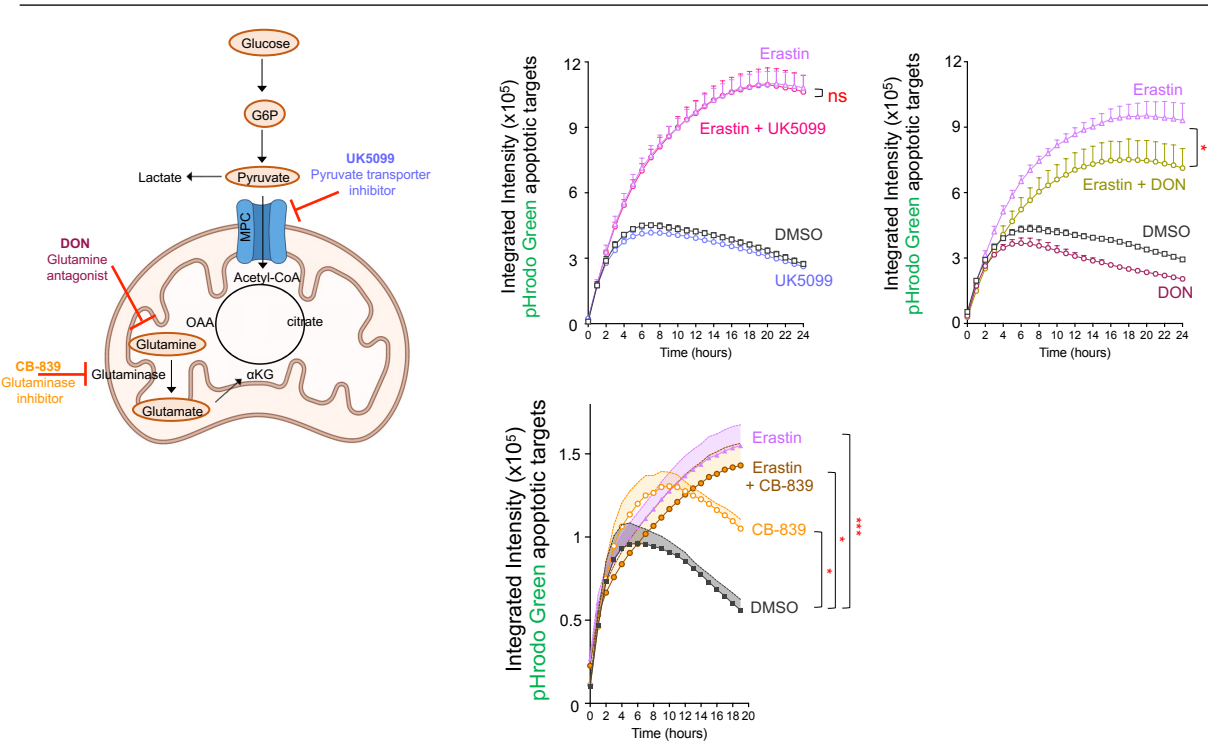 Glucose
G6P
UK5099
Pyruvate transporter
inhibitor
Lactate
Pyruvate
MPC
DON
Glutamine
antagonist
Acetyl-CoA
OAA
citrate
Glutamine
CB-839
Glutaminase
inhibitor
Glutaminase
αKG
Glutamate
Integrated Intensity (x10⁵)
pHrodo Green apoptotic targets
12
9
6
3
0
Erastin
ns
Erastin + UK5099
DMSO
UK5099
0 2 4 6 8 10 12 14 16 18 20 22 24
Time (hours)
Integrated Intensity (x10⁵)
pHrodo Green apoptotic targets
12
9
6
3
0
Erastin
*
Erastin + DON
DMSO
DON
0 2 4 6 8 10 12 14 16 18 20 22 24
Time (hours)
Integrated Intensity (x10⁵)
pHrodo Green apoptotic targets
1.5
1
0.5
0
Erastin
Erastin
+ CB-839
CB-839
DMSO
*
*
***
0 2 4 6 8 10 12 14 16 18 20
Time (hours)